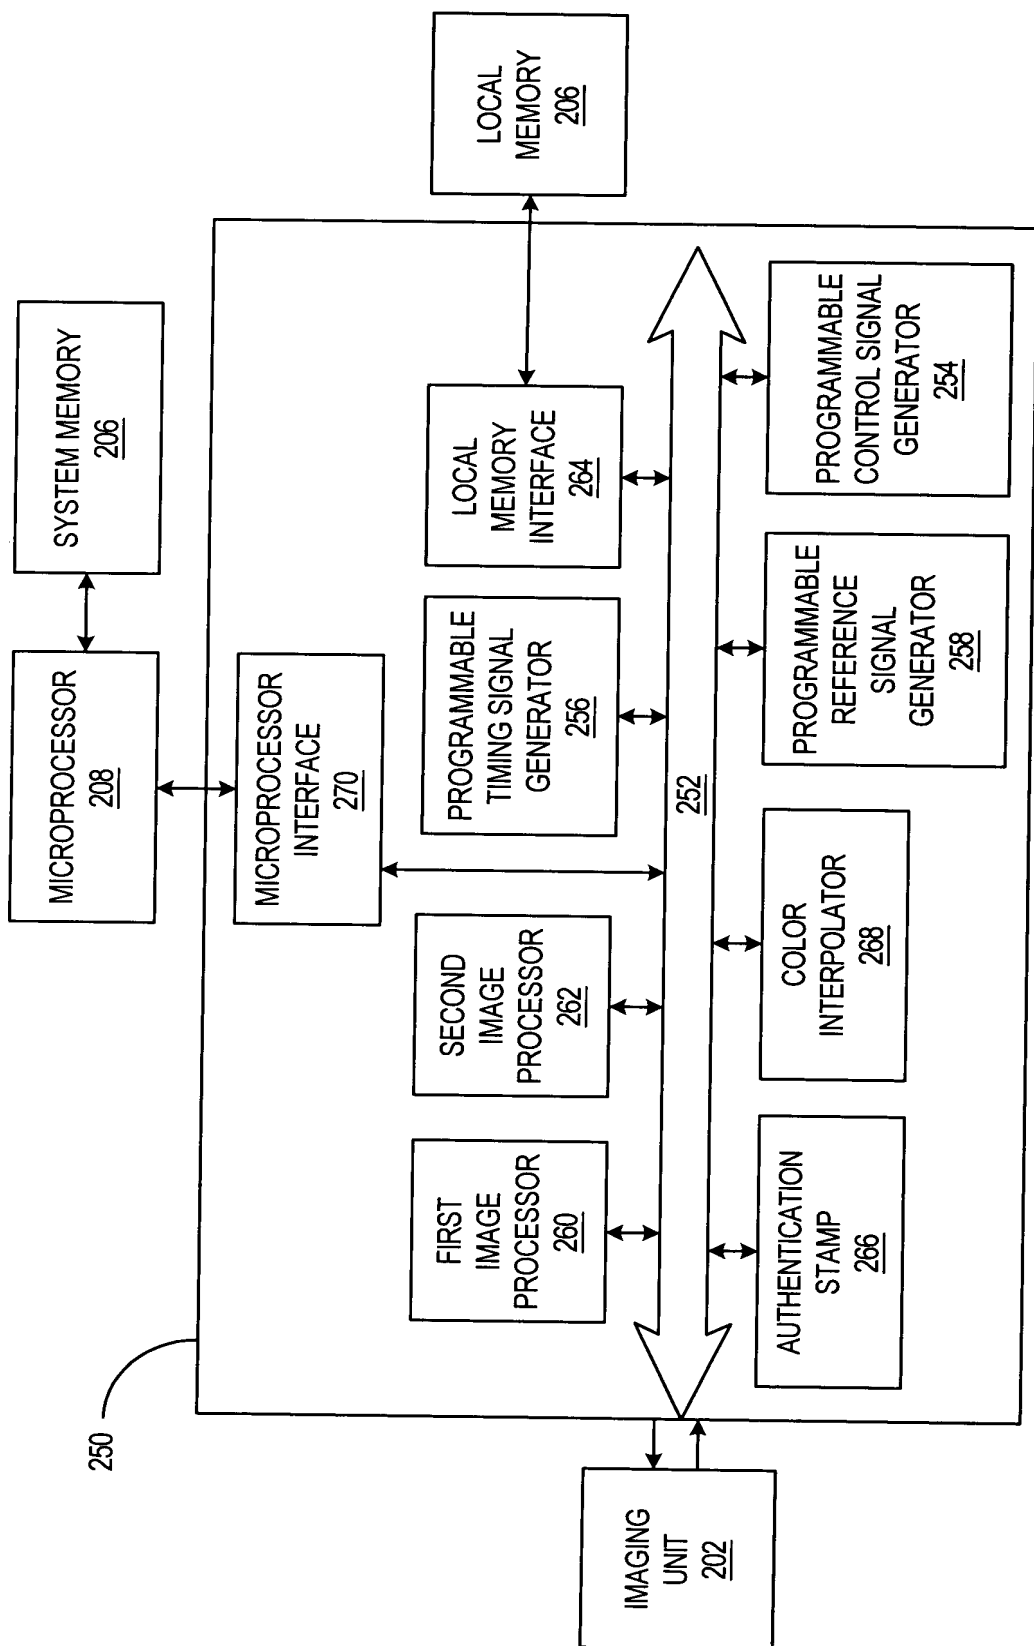 SYSTEM MEMORY
206
MICROPROCESSOR
208
LOCAL
MEMORY
206
250
MICROPROCESSOR
INTERFACE
270
FIRST
IMAGE
PROCESSOR
260
SECOND
IMAGE
PROCESSOR
262
PROGRAMMABLE
TIMING SIGNAL
GENERATOR
256
LOCAL
MEMORY
INTERFACE
264
IMAGING
UNIT
202
252
AUTHENTICATION
STAMP
266
COLOR
INTERPOLATOR
268
PROGRAMMABLE
REFERENCE
SIGNAL
GENERATOR
258
PROGRAMMABLE
CONTROL SIGNAL
GENERATOR
254